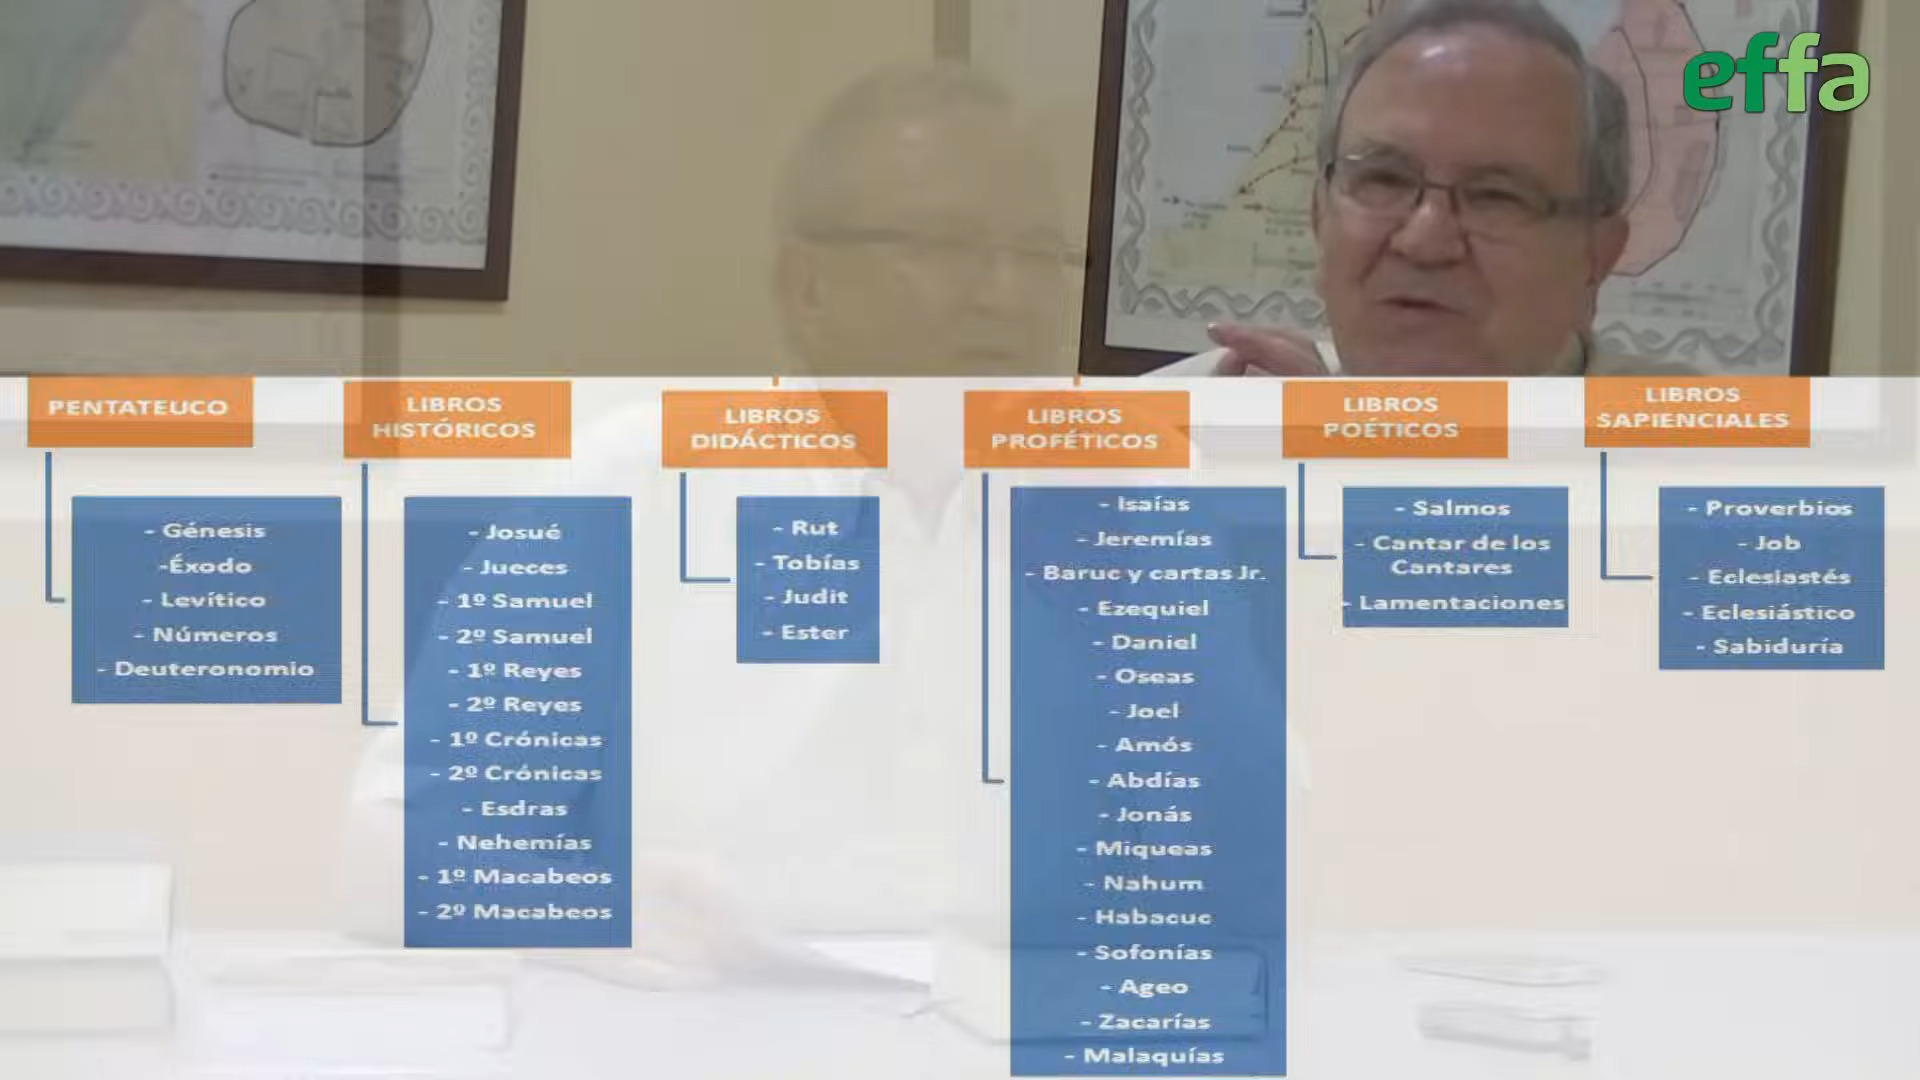 effa
PENTATEUCO
- Génesis
-Éxodo
- Levítico
- Números
- Deuteronomio
LIBROS
HISTÓRICOS
- Josué
- Jueces
- 1º Samuel
- 2º Samuel
- 1º Reyes
- 2º Reyes
- 1º Crónicas
- 2º Crónicas
- Esdras
- Nehemías
- 1º Macabeos
- 2º Macabeos
LIBROS
DIDÁCTICOS
- Rut
- Tobías
- Judit
- Ester
LIBROS
PROFÉTICOS
- Isaías
- Jeremías
- Baruc y cartas Jr.
- Ezequiel
- Daniel
- Oseas
- Joel
- Amós
- Abdías
- Jonás
- Miqueas
- Nahum
- Habacuc
- Sofonías
- Ageo
- Zacarías
- Malaquías
LIBROS
POÉTICOS
- Salmos
- Cantar de los
Cantares
- Lamentaciones
LIBROS
SAPIENCIALES
- Proverbios
- Job
- Eclesiastés
- Eclesiástico
- Sabiduría